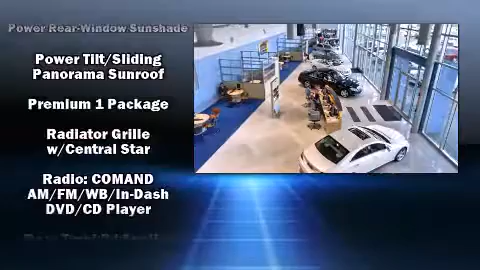 Power Rear-Window Sunshade
Power Tilt/Sliding
Panorama Sunroof
Premium 1 Package
Radiator Grille
w/Central Star
Radio: COMAND
AM/FM/WB/In-Dash
DVD/CD Player